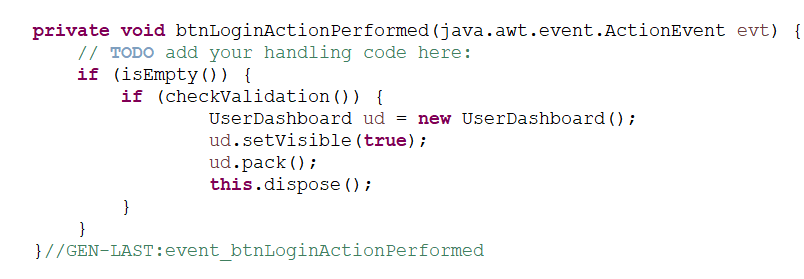 private void btnLoginActionPerformed(java.awt.event.ActionEvent evt) {
    // TODO add your handling code here:
    if (isEmpty()) {
        if (checkValidation()) {
                UserDashboard ud = new UserDashboard();
                ud.setVisible(true);
                ud.pack();
                this.dispose();
        }
    }
}//GEN-LAST:event_btnLoginActionPerformed